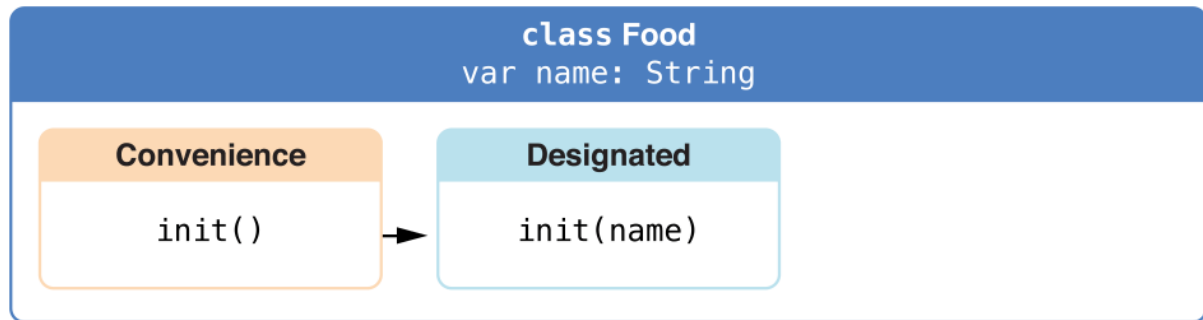 class Food
var name: String
Convenience
Designated
init()
init(name)